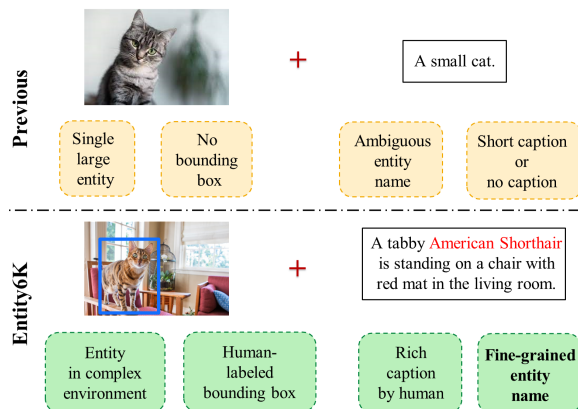 Previous
+
A small cat.
Single
large
entity
No
bounding
box
Ambiguous
entity
name
Short caption
or
no caption
Entity6K
+
A tabby American Shorthair
is standing on a chair with
red mat in the living room.
Entity
in complex
environment
Human-
labeled
bounding box
Rich
caption
by human
Fine-grained
entity
name